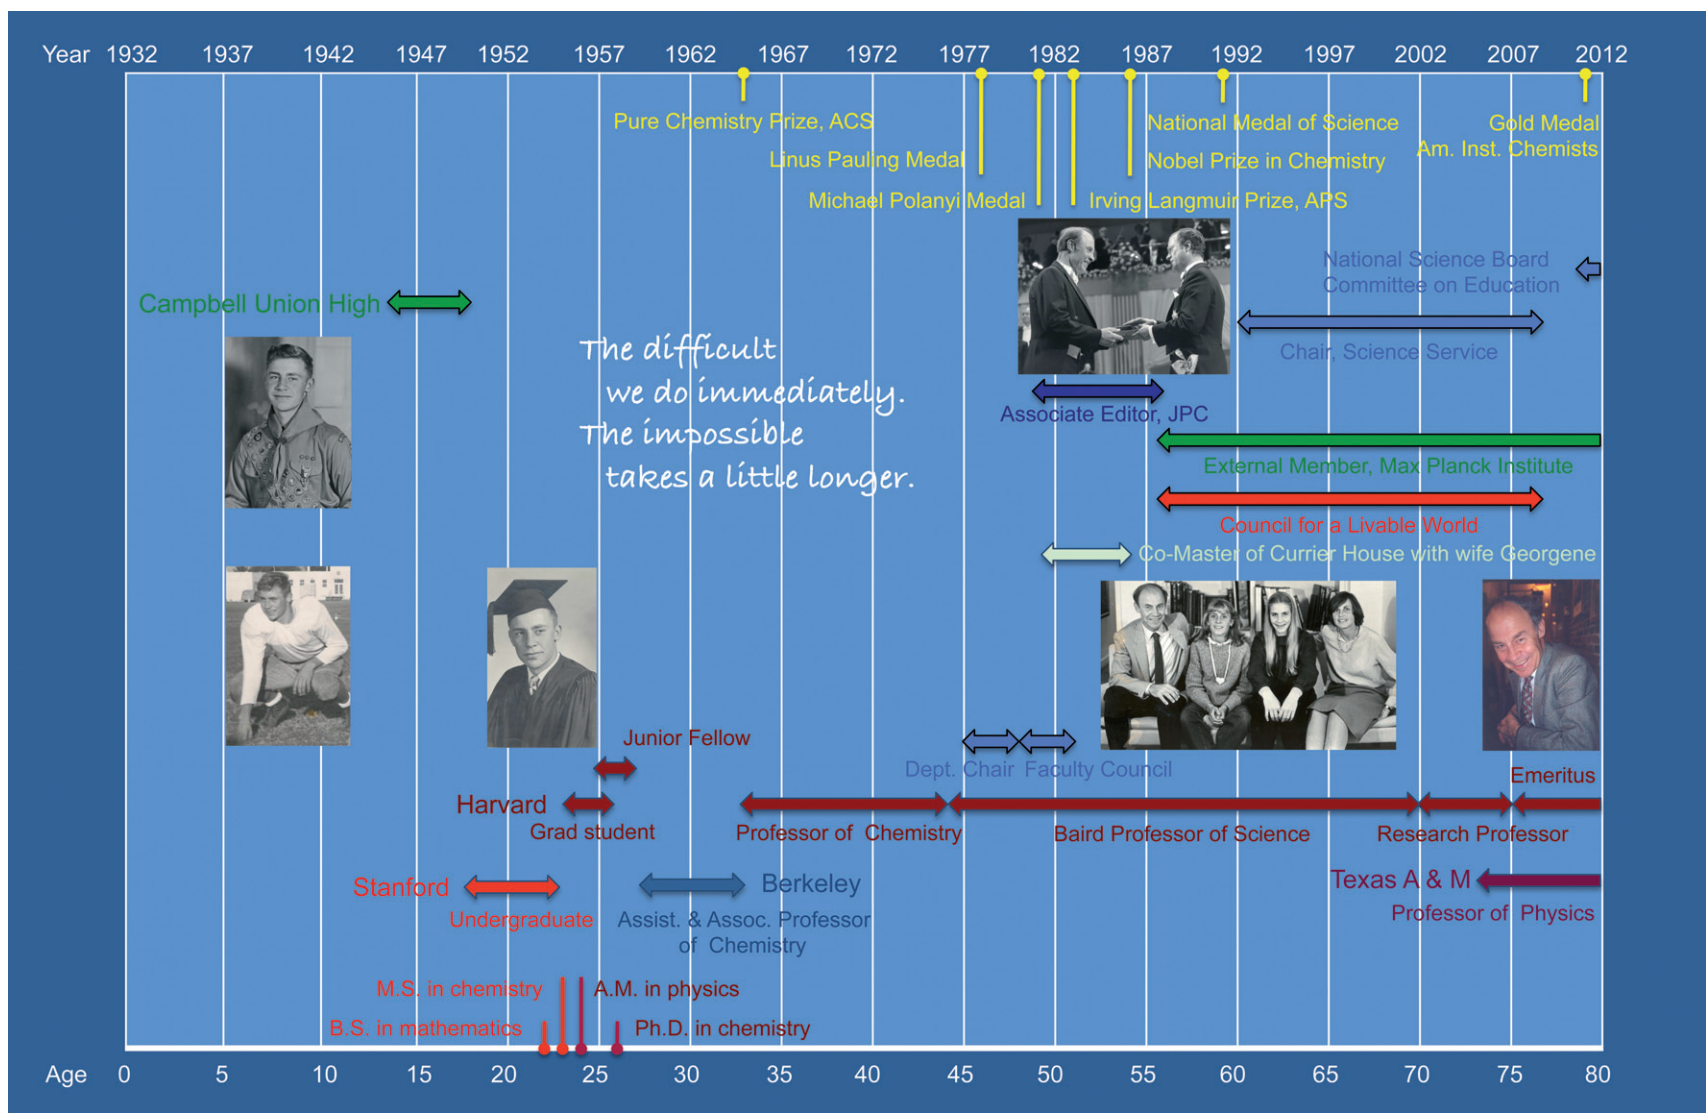 Year 1932 1937 1942 1947 1952 1957 1962 1967 1972 1977 1982 1987 1992 1997 2002 2007 2012
Pure Chemistry Prize, ACS
National Medal of Science
Gold Medal
Am. Inst. Chemists
Linus Pauling Medal
Nobel Prize in Chemistry
Michael Polanyi Medal
Irving Langmuir Prize, APS
National Science Board
Committee on Education
Campbell Union High
Chair, Science Service
The difficult
we do immediately.
The impossible
takes a little longer.
Associate Editor, JPC
External Member, Max Planck Institute
Council for a Livable World
Co-Master of Currier House with wife Georgene
Junior Fellow
Dept. Chair Faculty Council
Emeritus
Harvard
Grad student
Professor of Chemistry
Baird Professor of Science
Research Professor
Stanford
Undergraduate
Berkeley
Assist. & Assoc. Professor
of Chemistry
Texas A & M
Professor of Physics
M.S. in chemistry
A.M. in physics
B.S. in mathematics
Ph.D. in chemistry
Age 0 5 10 15 20 25 30 35 40 45 50 55 60 65 70 75 80